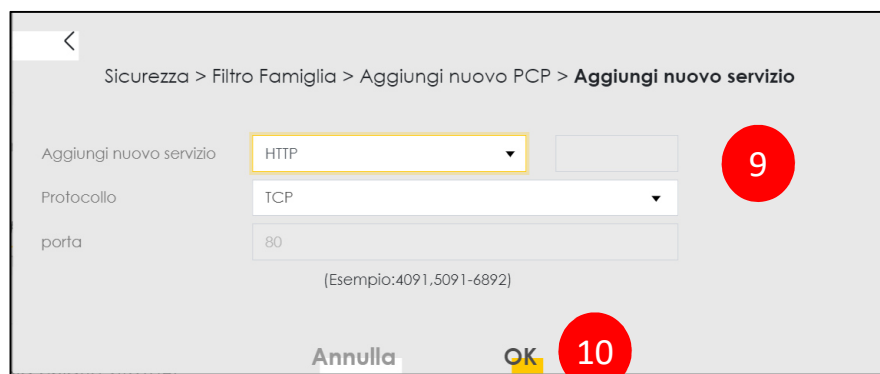 Sicurezza > Filtro Famiglia > Aggiungi nuovo PCP > Aggiungi nuovo servizio
Aggiungi nuovo servizio HTTP
9
Protocollo TCP
porta 80
(Esempio:4091,5091-6892)
Annulla OK 10